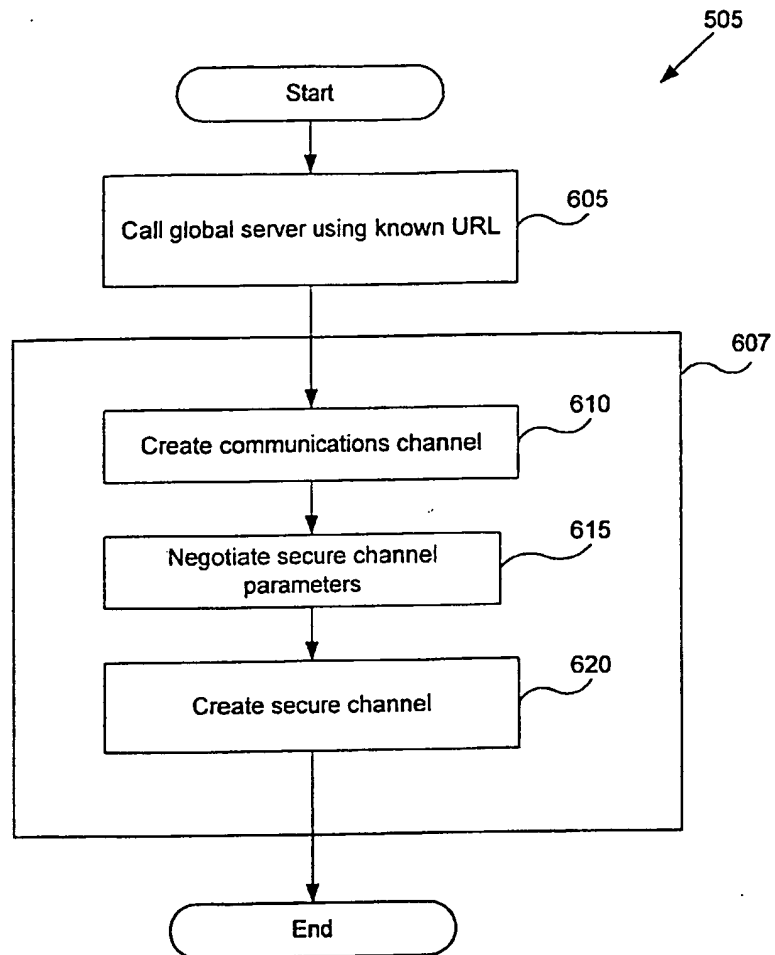 505
Start
Call global server using known URL
605
607
Create communications channel
610
Negotiate secure channel
parameters
615
Create secure channel
620
End